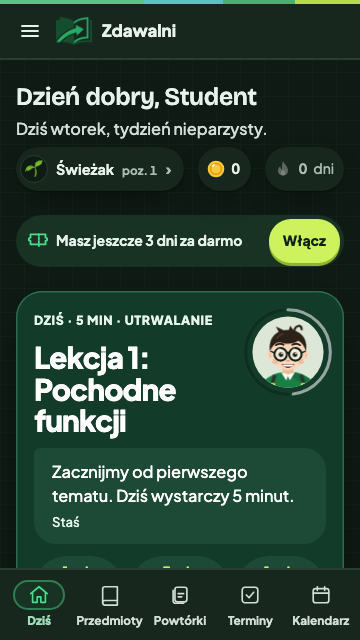 Zdawalni
Dzień dobry, Student
Dziś wtorek, tydzień nieparzysty.
Świeżak poz. 1 ›
0
0 dni
Masz jeszcze 3 dni za darmo
Włącz
DZIŚ · 5 MIN · UTRWALANIE
Lekcja 1:
Pochodne
funkcji
Zacznijmy od pierwszego
tematu. Dziś wystarczy 5 minut.
Staś
Dziś
Przedmioty
Powtórki
Terminy
Kalendarz